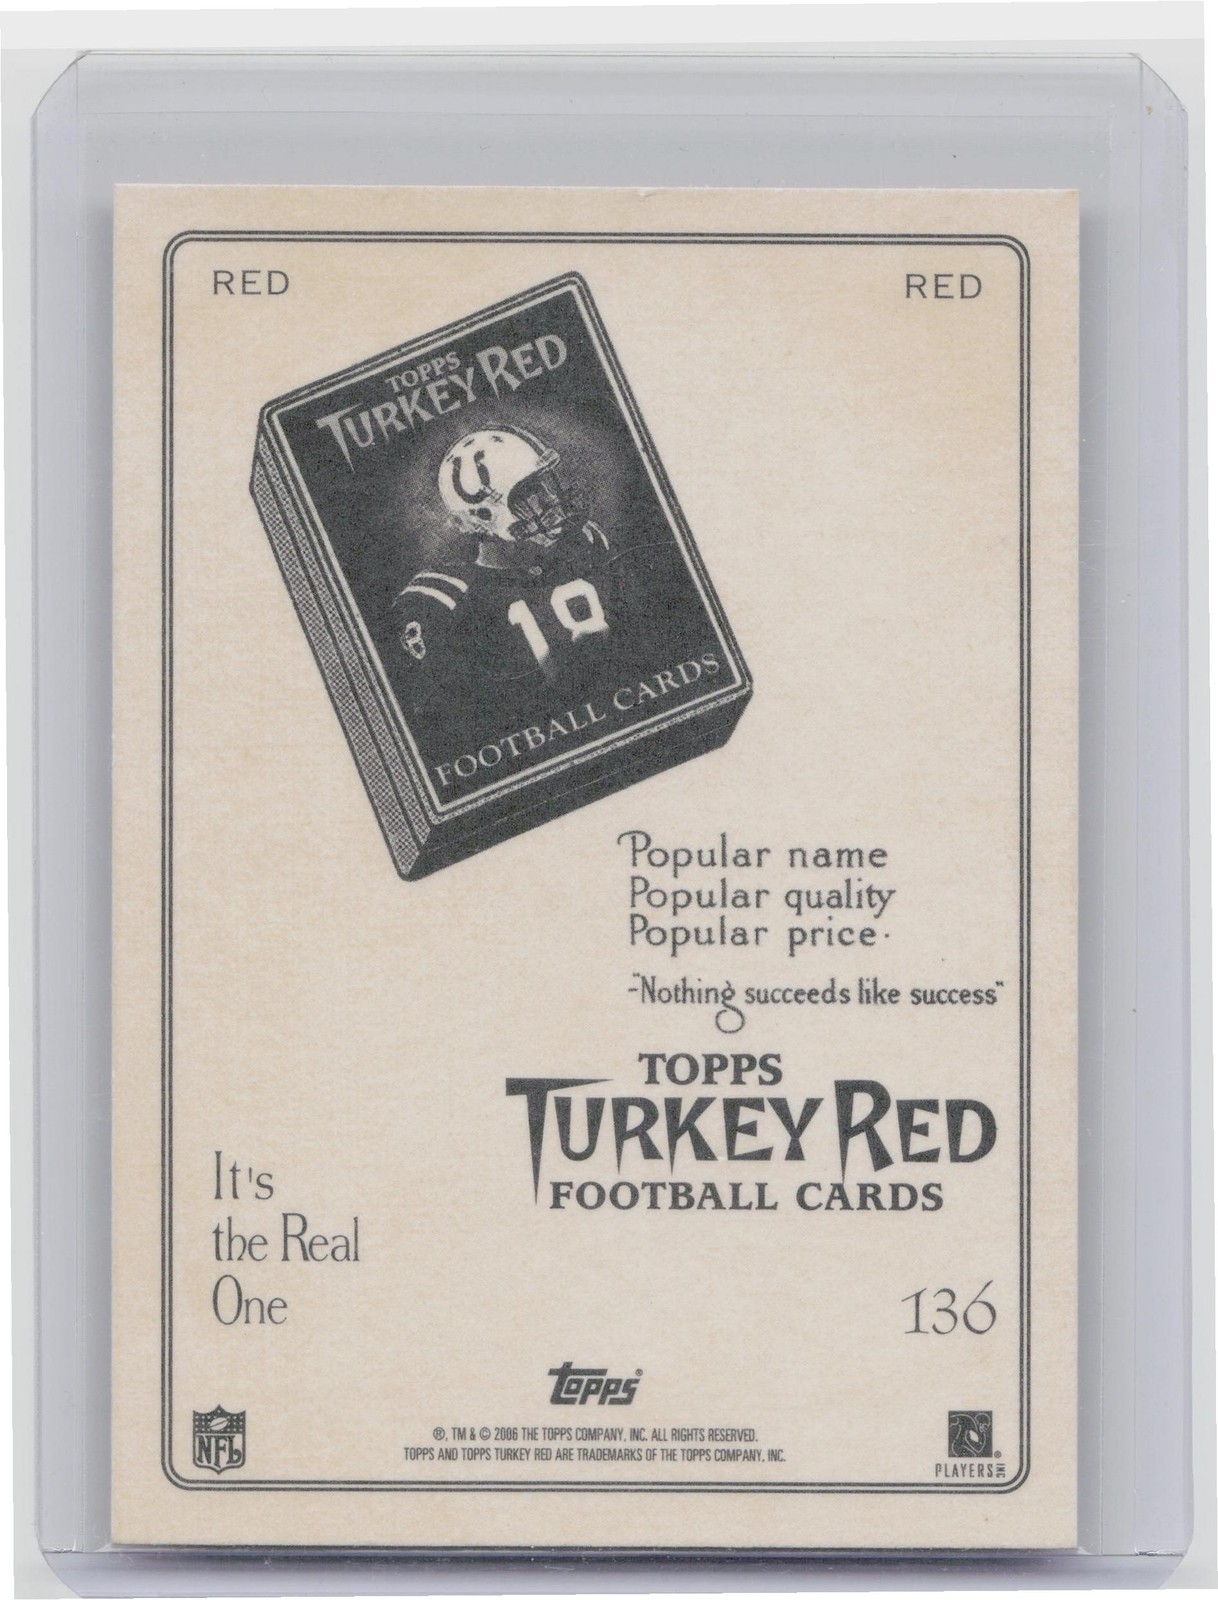 RED
RED
TOPPS
TURKEY RED
FOOTBALL CARDS
Popular name
Popular quality
Popular price.
-"Nothing succeeds like success"
TOPPS
TURKEY RED
FOOTBALL CARDS
It's
the Real
One
136
topps®
NFL
®, TM & © 2006 THE TOPPS COMPANY, INC. ALL RIGHTS RESERVED.
TOPPS AND TOPPS TURKEY RED ARE TRADEMARKS OF THE TOPPS COMPANY, INC.
PLAYERS INC